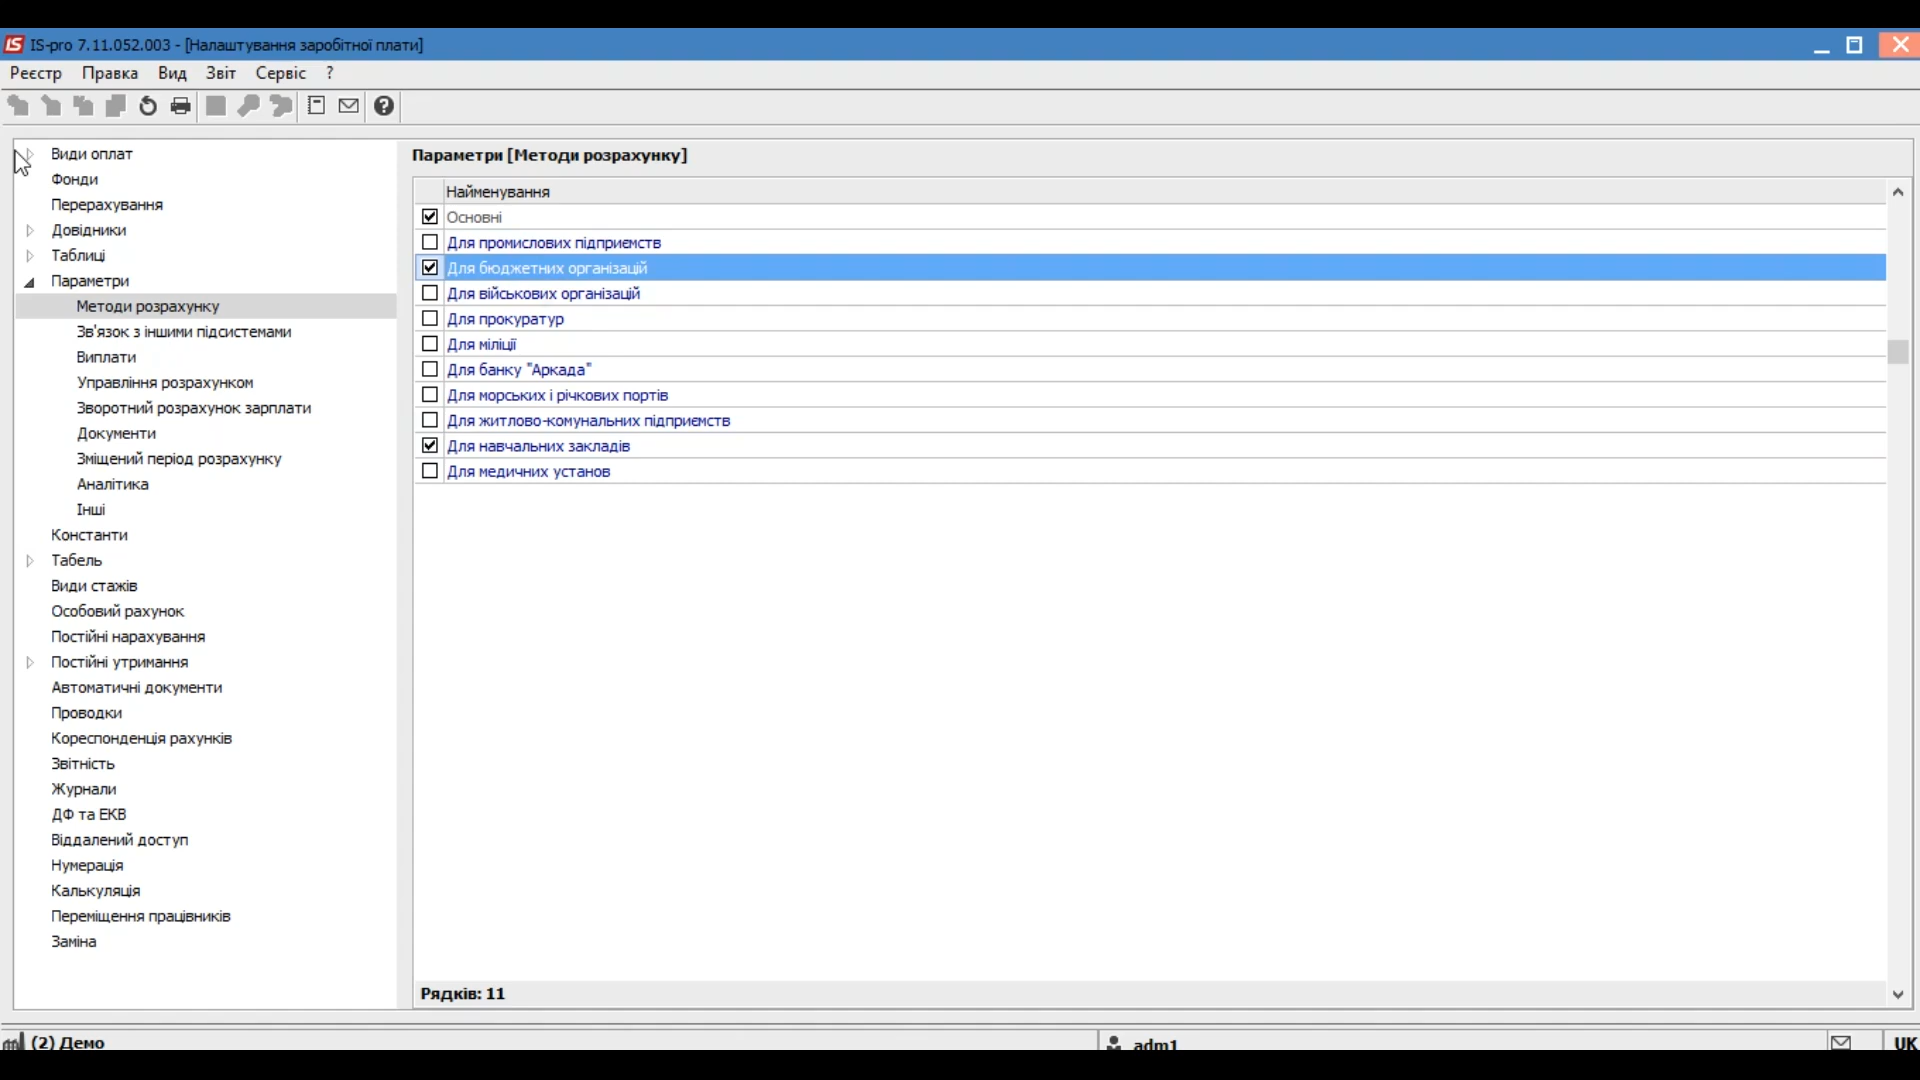 IS-pro 7.11.052.003 - [Налаштування заробітної плати]
Реєстр Правка Вид Звіт Сервіс ?
Види оплат
Фонди
Перерахування
Довідники
Таблиці
Параметри
Методи розрахунку
Зв'язок з іншими підсистемами
Виплати
Управління розрахунком
Зворотний розрахунок зарплати
Документи
Зміщений період розрахунку
Аналітика
Інші
Константи
Табель
Види стажів
Особовий рахунок
Постійні нарахування
Постійні утримання
Автоматичні документи
Проводки
Кореспонденція рахунків
Звітність
Журнали
ДФ та ЕКВ
Віддалений доступ
Нумерація
Калькуляція
Переміщення працівників
Заміна
Параметри [Методи розрахунку]
Найменування
Основні
Для промислових підприємств
Для бюджетних організацій
Для військових організацій
Для прокуратур
Для міліції
Для банку "Аркада"
Для морських і річкових портів
Для житлово-комунальних підприємств
Для навчальних закладів
Для медичних установ
Рядків: 11
(2) Демо
adm1
UK